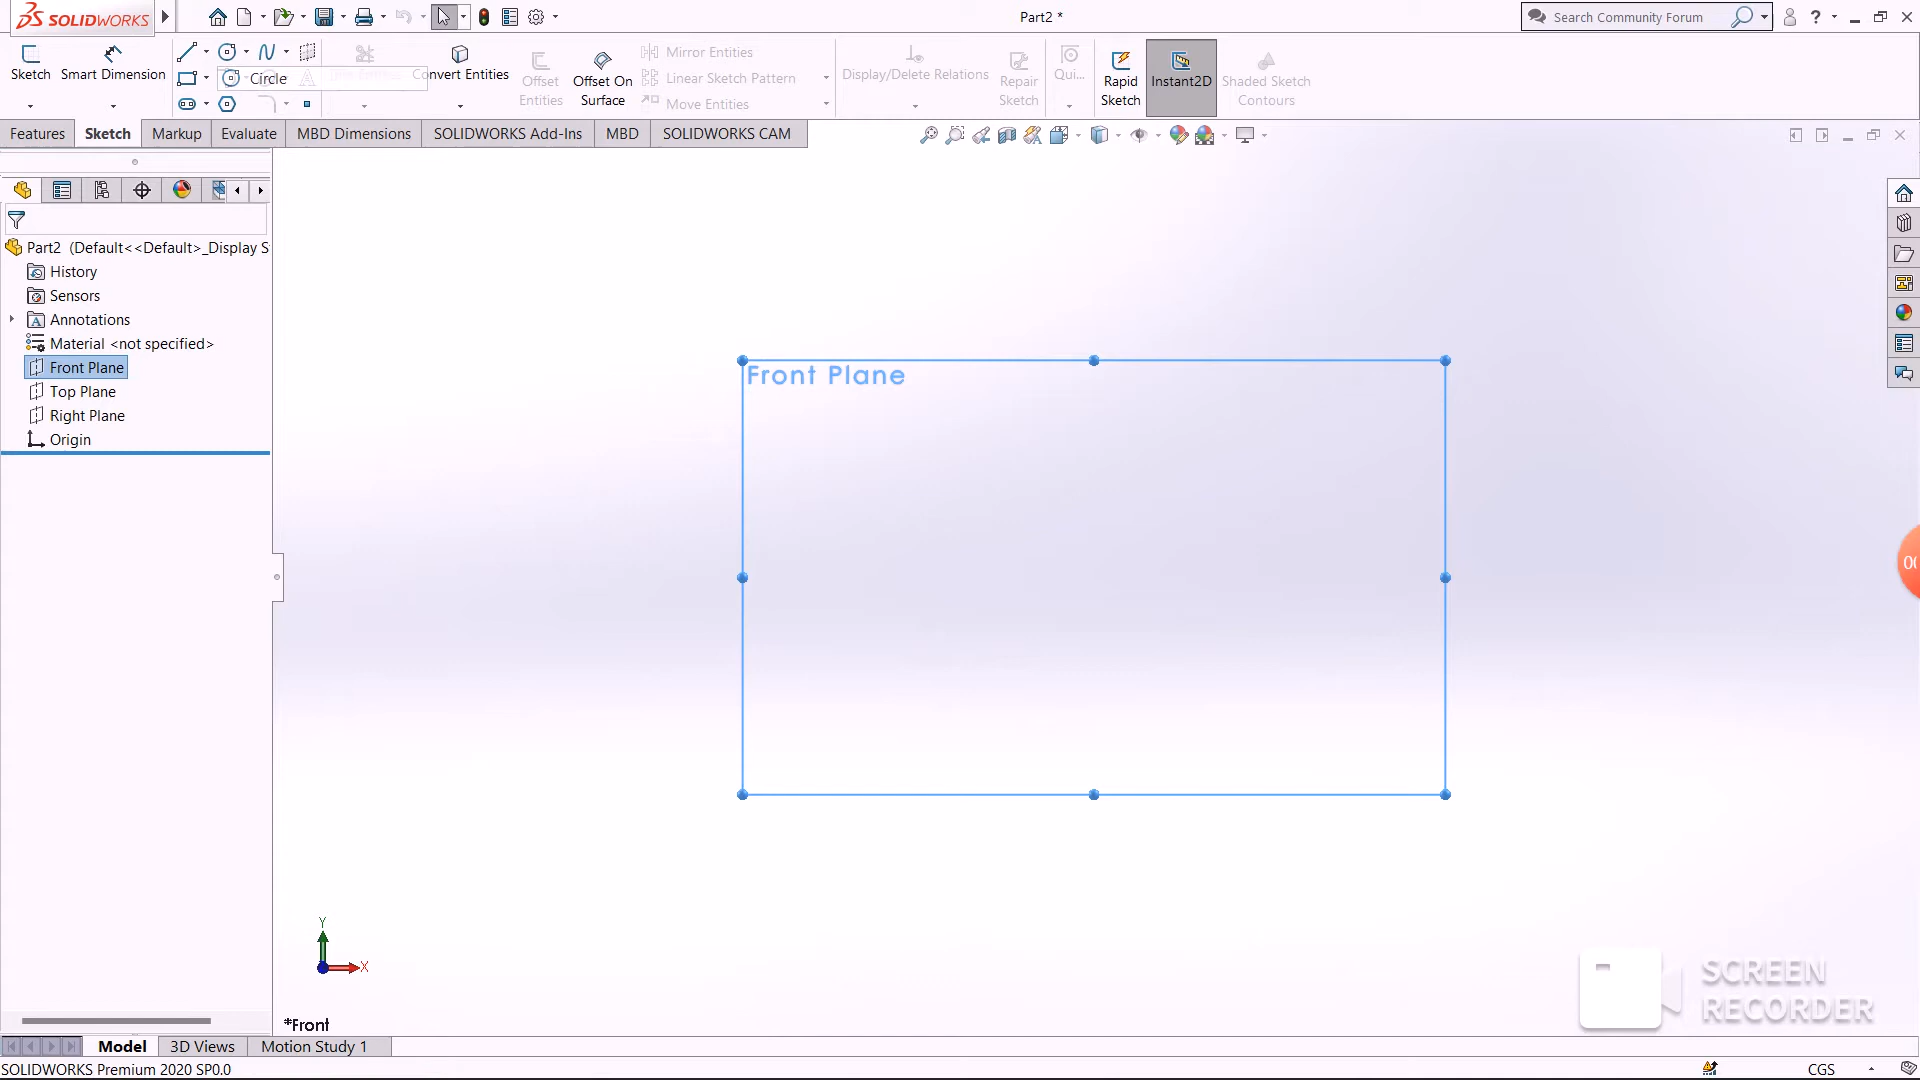 SOLIDWORKS
Part2 *
Search Community Forum
?
Sketch
Smart Dimension
Circle
Convert Entities
Offset Entities
Offset On Surface
Mirror Entities
Linear Sketch Pattern
Move Entities
Display/Delete Relations
Repair Sketch
Qui...
Rapid Sketch
Instant2D
Shaded Sketch Contours
Features
Sketch
Markup
Evaluate
MBD Dimensions
SOLIDWORKS Add-Ins
MBD
SOLIDWORKS CAM
Part2 (Default<<Default>_Display S
History
Sensors
Annotations
Material <not specified>
Front Plane
Top Plane
Right Plane
Origin
Front Plane
Y
X
*Front
SCREEN
RECORDER
Model
3D Views
Motion Study 1
SOLIDWORKS Premium 2020 SP0.0
CGS